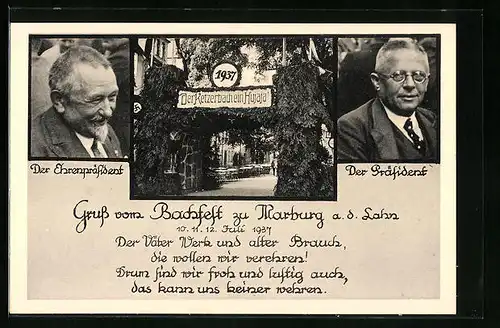 1937
Der Ketzerbach ein Huraja
Der Ehrenpräsident
Der Präsident
Gruß vom Bachfest zu Marburg a. d. Lahn
10. 11. 12. Juli 1937
Der Väter Werk und alter Brauch,
die wollen wir verehren!
Drum sind wir froh und lustig auch,
das kann uns keiner wehren.